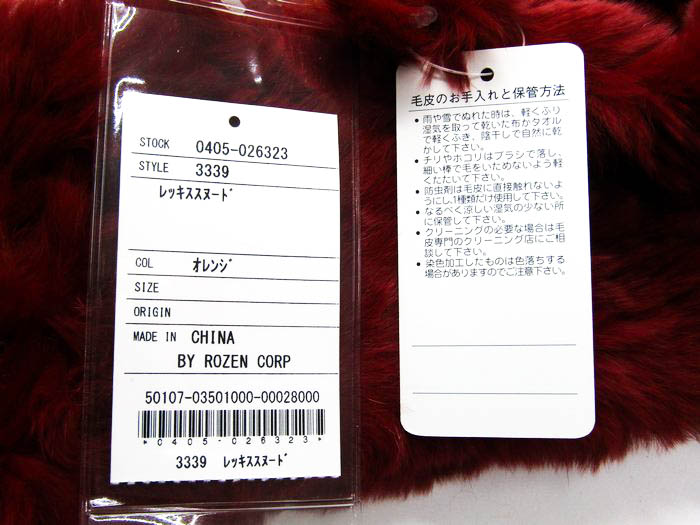 STOCK 0405-026323
STYLE 3339
ﾚｯｷｽｽﾇｰﾄﾞ
COL ｵﾚﾝｼﾞ
SIZE
ORIGIN
MADE IN CHINA
BY ROZEN CORP
50107-03501000-00028000
0405-026323
3339 ﾚｯｷｽｽﾇｰﾄﾞ
毛皮のお手入れと保管方法
●雨や雪でぬれた時は、軽くふり
湿気を取って乾いた布かタオル
で軽くふき、陰干しで自然に乾
かして下さい。
●チリやホコリはブラシで落し、
細い棒で毛をいためないよう軽
くたたいて下さい。
●防虫剤は毛皮に直接触れないよ
うにし、1種類だけ使用して下さい。
●なるべく涼しい湿気の少ない所
に保管して下さい。
●クリーニングの必要な場合は毛
皮専門のクリーニング店にご相
談して下さい。
●染色加工したものは色落ちする
場合がありますのでご注意下さい。